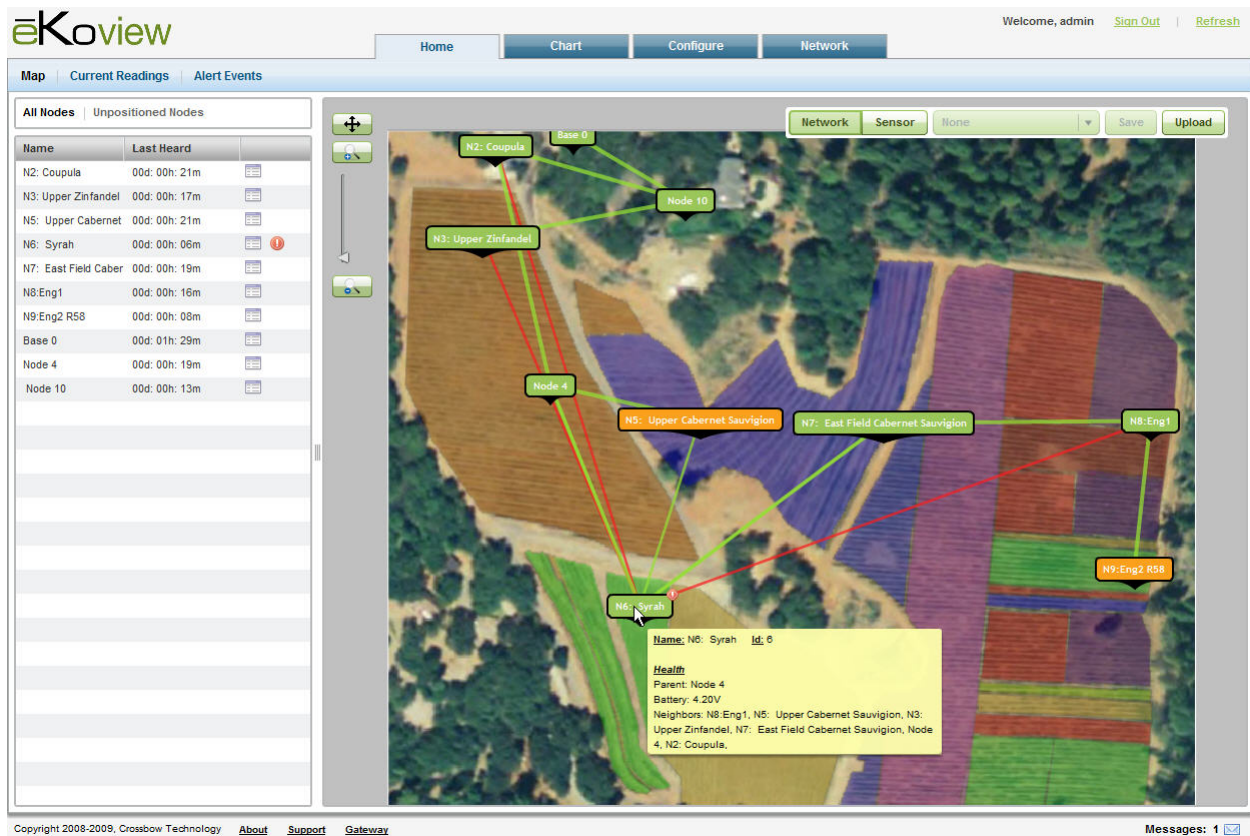 ēKoview
Welcome, admin Sign Out | Refresh
Home Chart Configure Network
Map | Current Readings | Alert Events
All Nodes | Unpositioned Nodes
Name Last Heard
N2: Coupula 00d: 00h: 21m
N3: Upper Zinfandel 00d: 00h: 17m
N5: Upper Cabernet 00d: 00h: 21m
N6: Syrah 00d: 00h: 06m
N7: East Field Caber 00d: 00h: 19m
N8:Eng1 00d: 00h: 16m
N9:Eng2 R58 00d: 00h: 08m
Base 0 00d: 01h: 29m
Node 4 00d: 00h: 19m
Node 10 00d: 00h: 13m
Network Sensor None Save Upload
Base 0
N2: Coupula
Node 10
N3: Upper Zinfandel
Node 4
N5: Upper Cabernet Sauvigion
N7: East Field Cabernet Sauvigion
N8:Eng1
N9:Eng2 R58
N6: Syrah
Name: N6: Syrah Id: 6
Health
Parent: Node 4
Battery: 4.20V
Neighbors: N8:Eng1, N5: Upper Cabernet Sauvigion, N3:
Upper Zinfandel, N7: East Field Cabernet Sauvigion, Node
4, N2: Coupula,
Copyright 2008-2009, Crossbow Technology About Support Gateway
Messages: 1